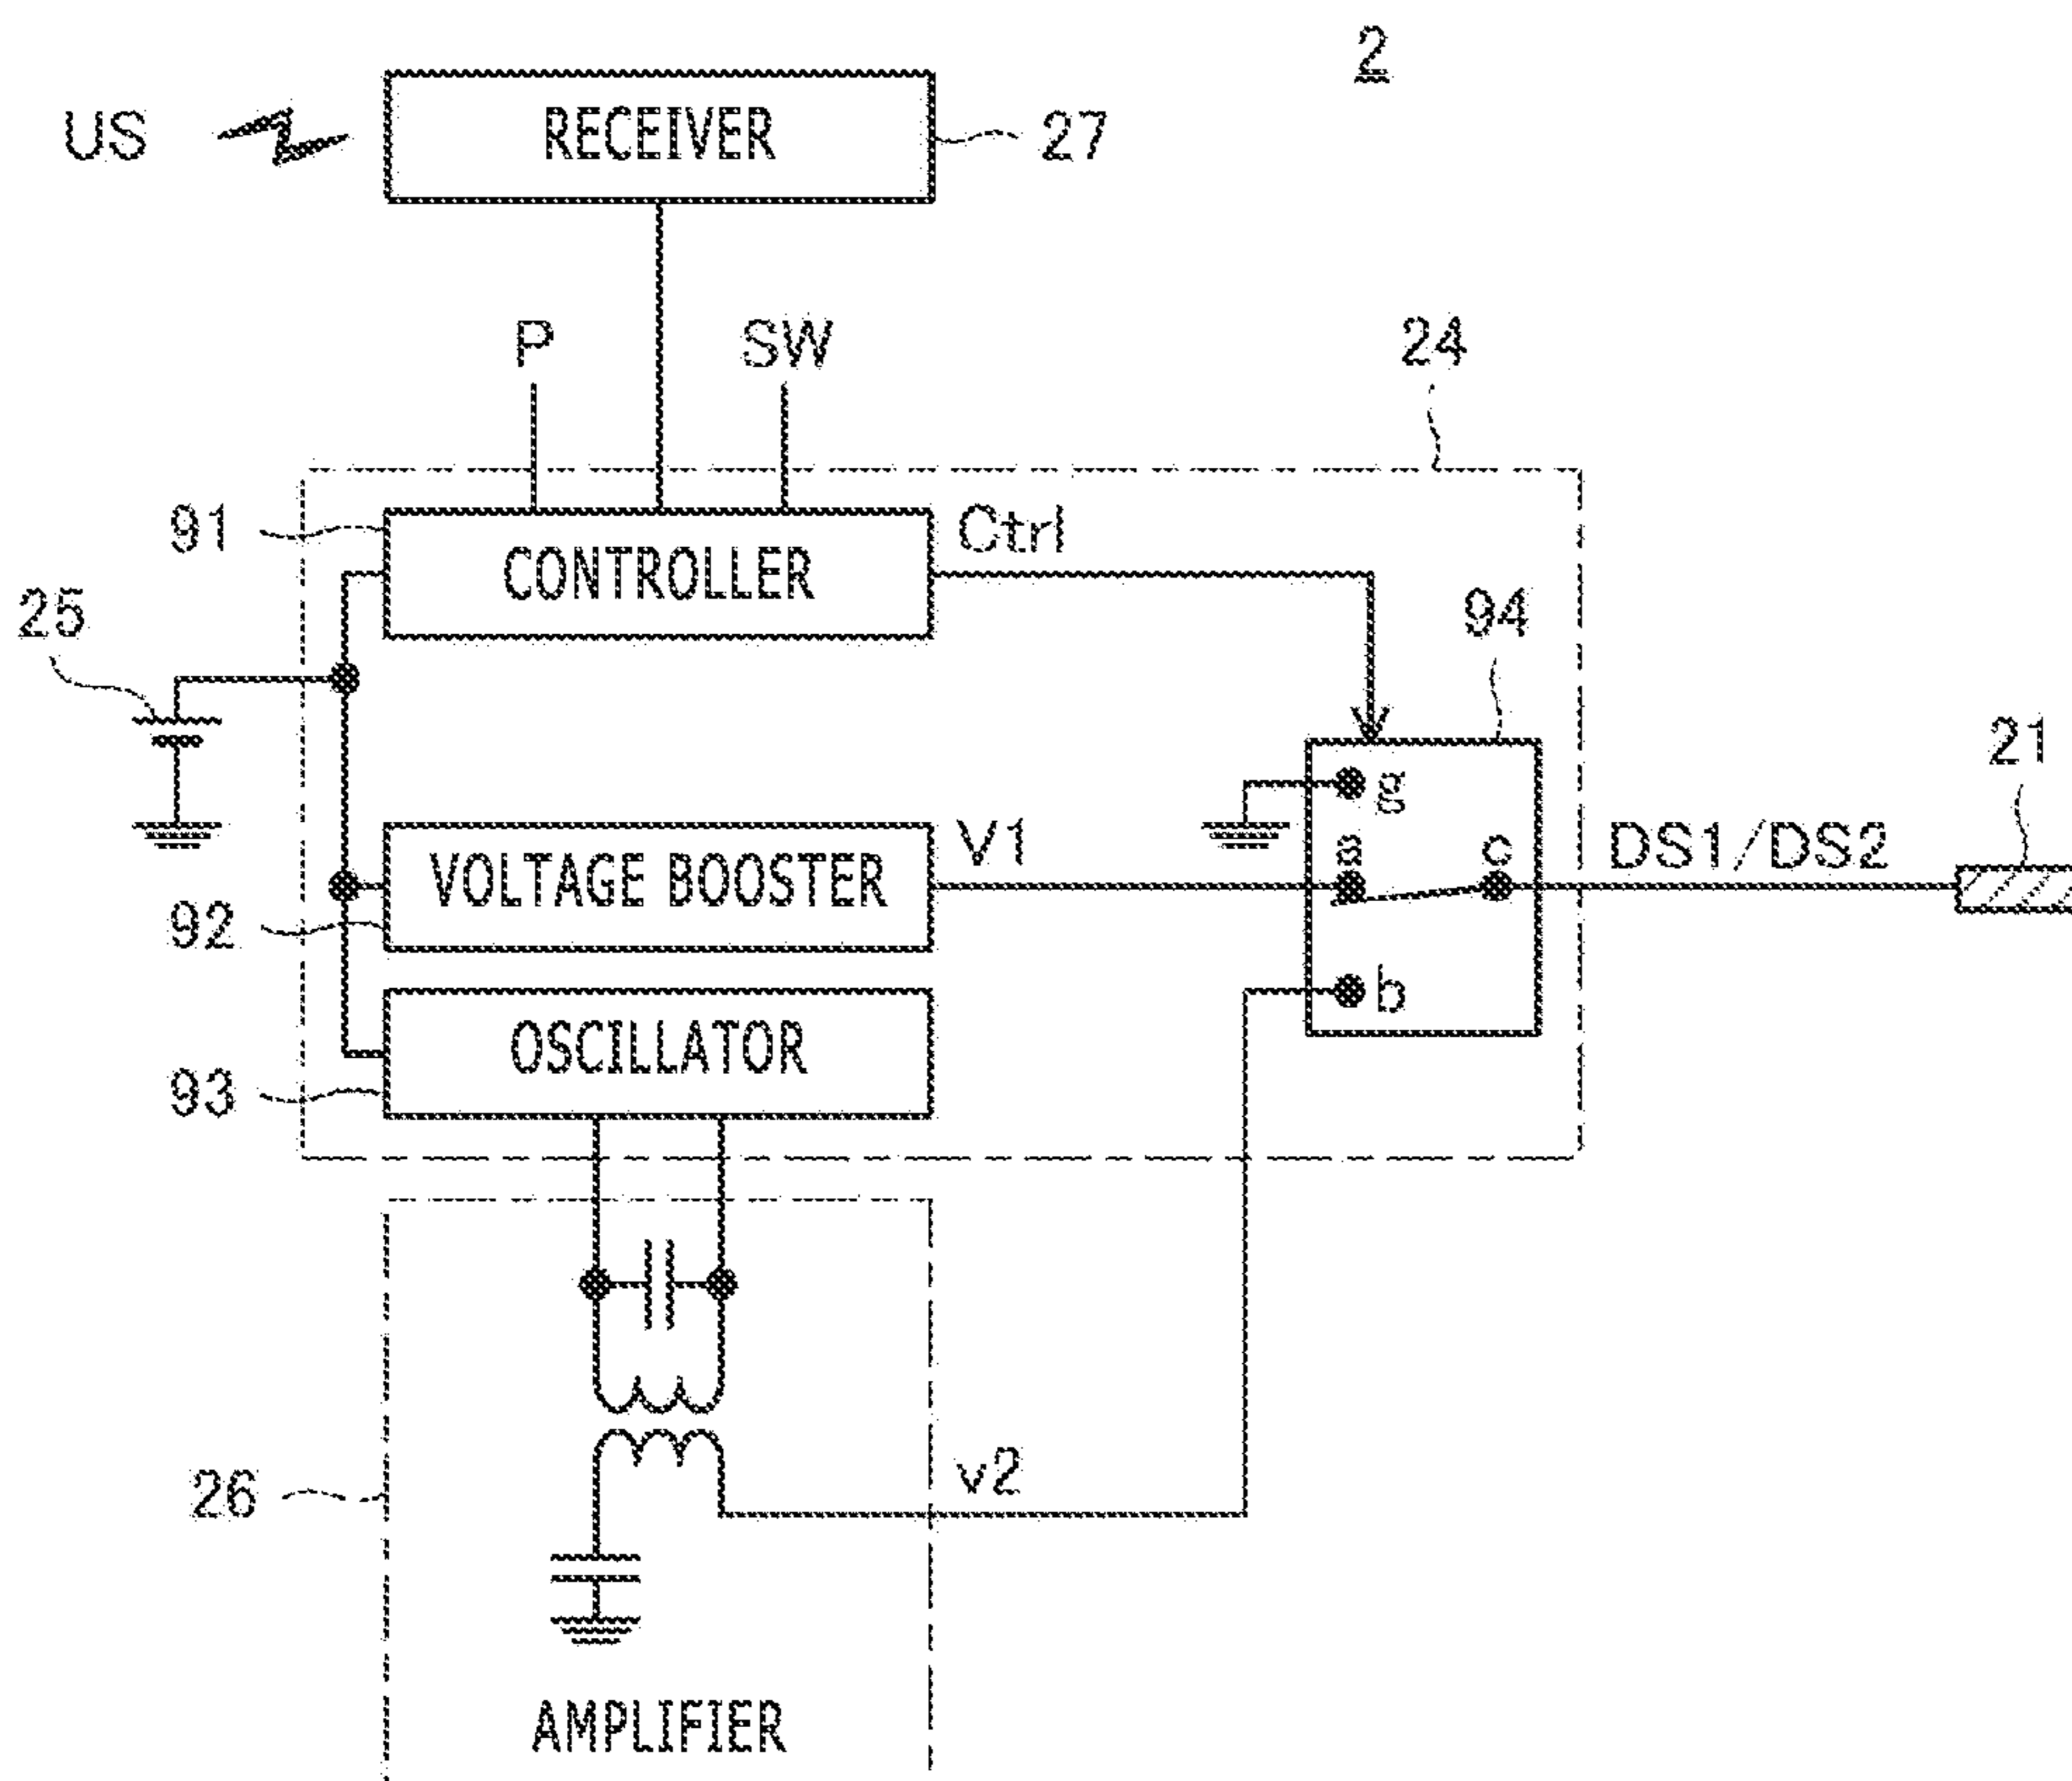 2
US
RECEIVER
27
P
SW
24
91
CONTROLLER
Ctrl
25
94
g
21
VOLTAGE BOOSTER
V1
a
c
DS1/DS2
92
b
OSCILLATOR
93
26
v2
AMPLIFIER